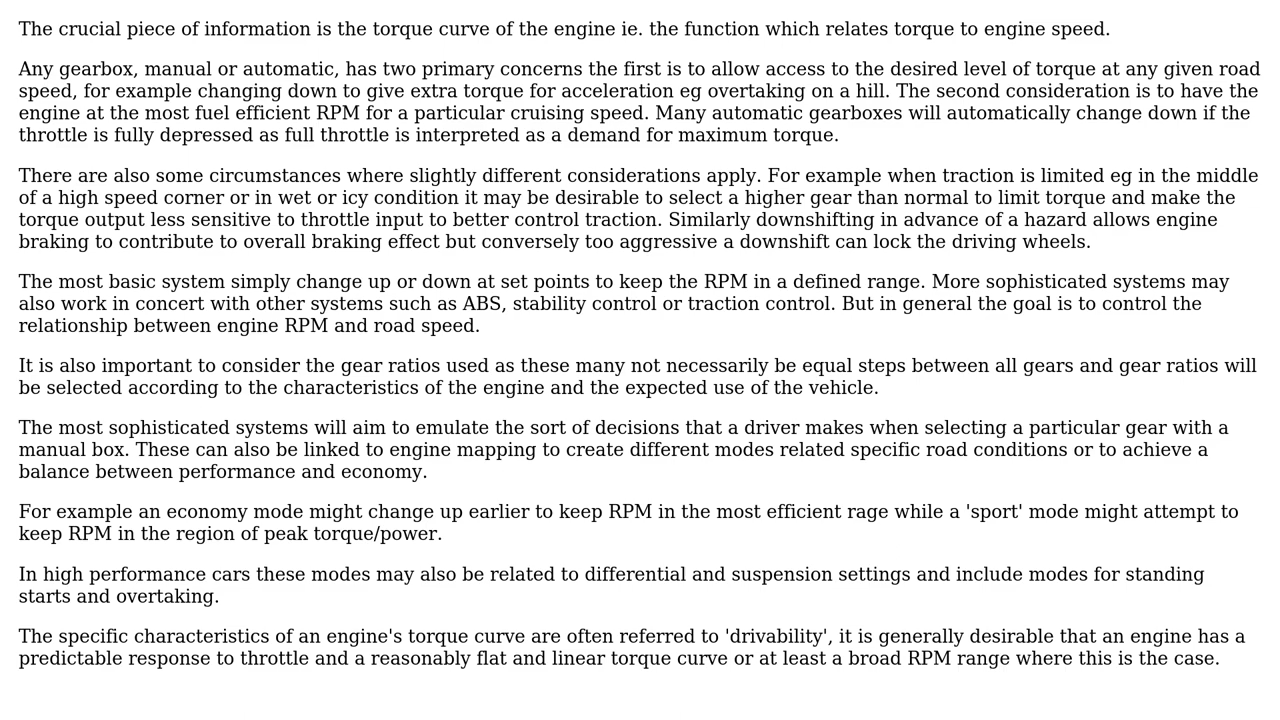 The crucial piece of information is the torque curve of the engine ie. the function which relates torque to engine speed.
Any gearbox, manual or automatic, has two primary concerns the first is to allow access to the desired level of torque at any given road
speed, for example changing down to give extra torque for acceleration eg overtaking on a hill. The second consideration is to have the
engine at the most fuel efficient RPM for a particular cruising speed. Many automatic gearboxes will automatically change down if the
throttle is fully depressed as full throttle is interpreted as a demand for maximum torque.
There are also some circumstances where slightly different considerations apply. For example when traction is limited eg in the middle
of a high speed corner or in wet or icy condition it may be desirable to select a higher gear than normal to limit torque and make the
torque output less sensitive to throttle input to better control traction. Similarly downshifting in advance of a hazard allows engine
braking to contribute to overall braking effect but conversely too aggressive a downshift can lock the driving wheels.
The most basic system simply change up or down at set points to keep the RPM in a defined range. More sophisticated systems may
also work in concert with other systems such as ABS, stability control or traction control. But in general the goal is to control the
relationship between engine RPM and road speed.
It is also important to consider the gear ratios used as these many not necessarily be equal steps between all gears and gear ratios will
be selected according to the characteristics of the engine and the expected use of the vehicle.
The most sophisticated systems will aim to emulate the sort of decisions that a driver makes when selecting a particular gear with a
manual box. These can also be linked to engine mapping to create different modes related specific road conditions or to achieve a
balance between performance and economy.
For example an economy mode might change up earlier to keep RPM in the most efficient rage while a 'sport' mode might attempt to
keep RPM in the region of peak torque/power.
In high performance cars these modes may also be related to differential and suspension settings and include modes for standing
starts and overtaking.
The specific characteristics of an engine's torque curve are often referred to 'drivability', it is generally desirable that an engine has a
predictable response to throttle and a reasonably flat and linear torque curve or at least a broad RPM range where this is the case.